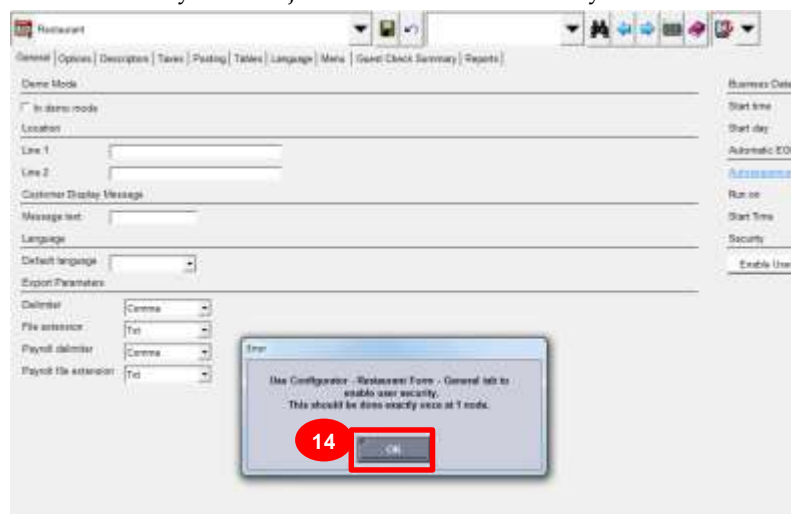 Restaurant
General | Options | Descriptors | Taxes | Posting | Tables | Language | Menu | Guest Check Summary | Reports |
Demo Mode
In demo mode
Location
Line 1
Line 2
Customer Display Message
Message text
Language
Default language
Export Parameters
Delimiter Comma
File extension Txt
Payroll delimiter Comma
Payroll file extension Txt
Business Date
Start time
Start day
Automatic EO
Run on
Start Time
Security
Enable User
Error
Use Configurator - Restaurant Form - General tab to
enable user security.
This should be done exactly once at 1 node.
14
OK